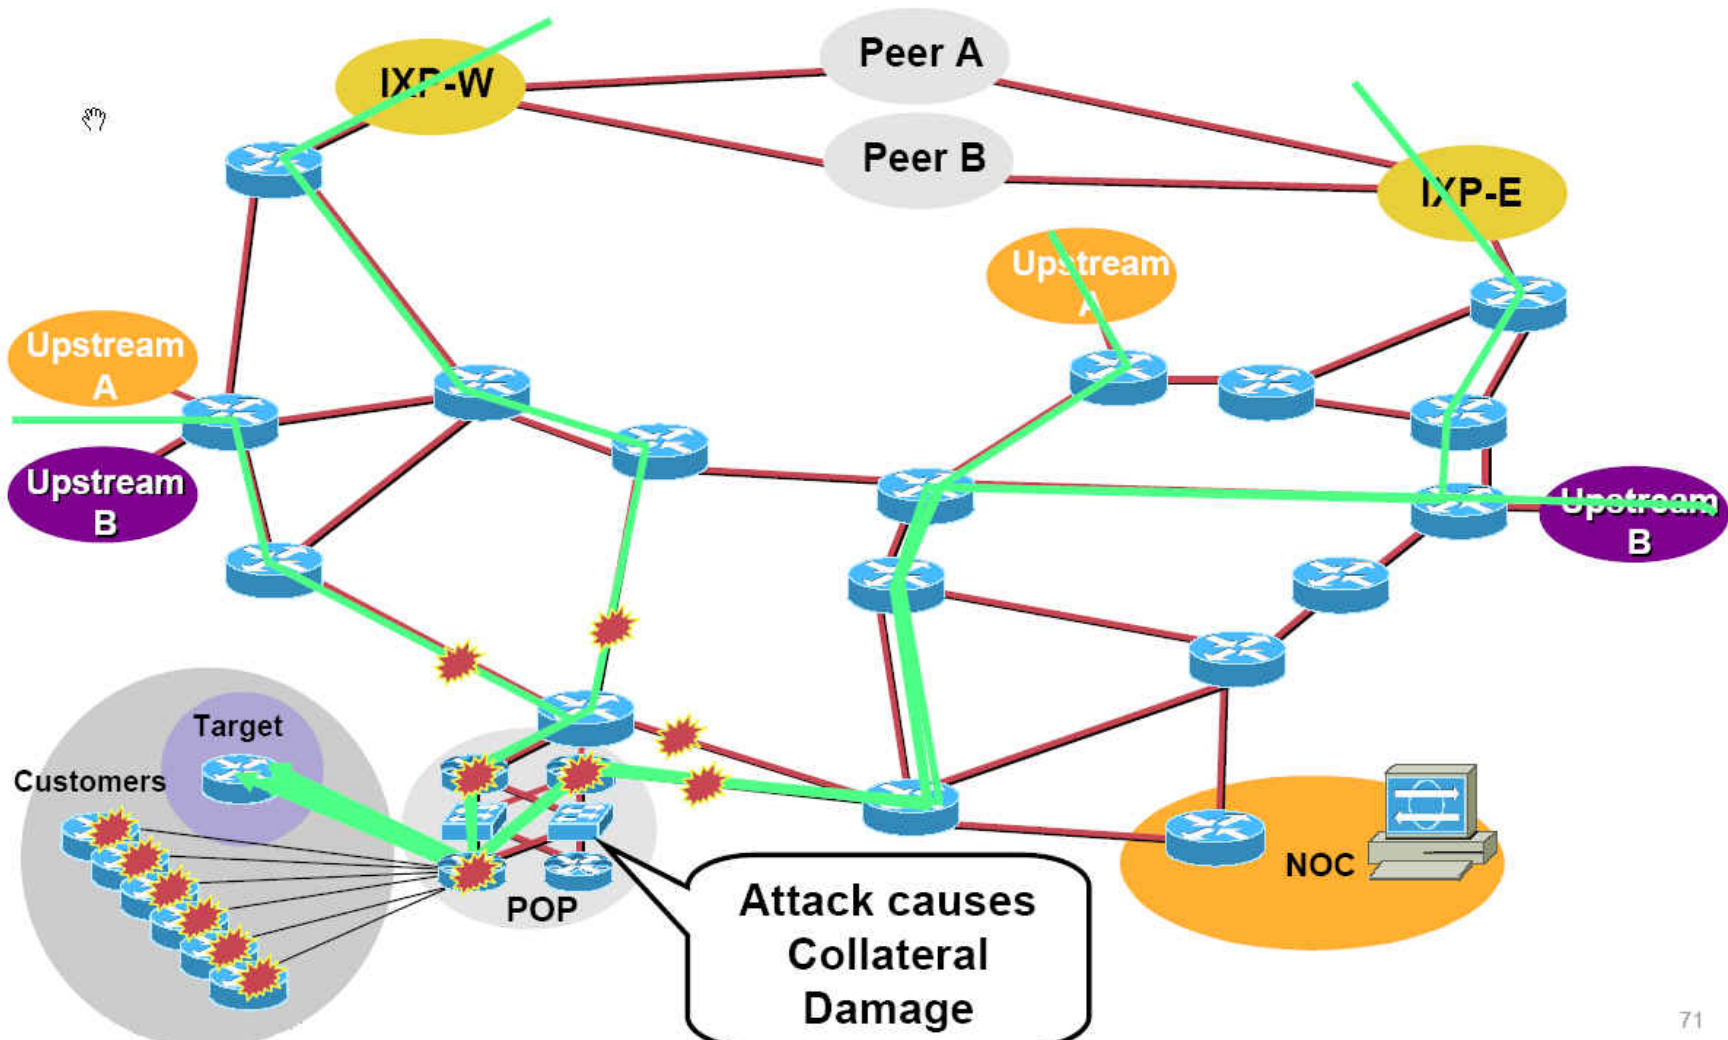 Peer A
IXP-W
Peer B
IXP-E
Upstream
A
Upstream
A
Upstream
B
Upstream
B
Target
Customers
NOC
POP
Attack causes
Collateral
Damage
71